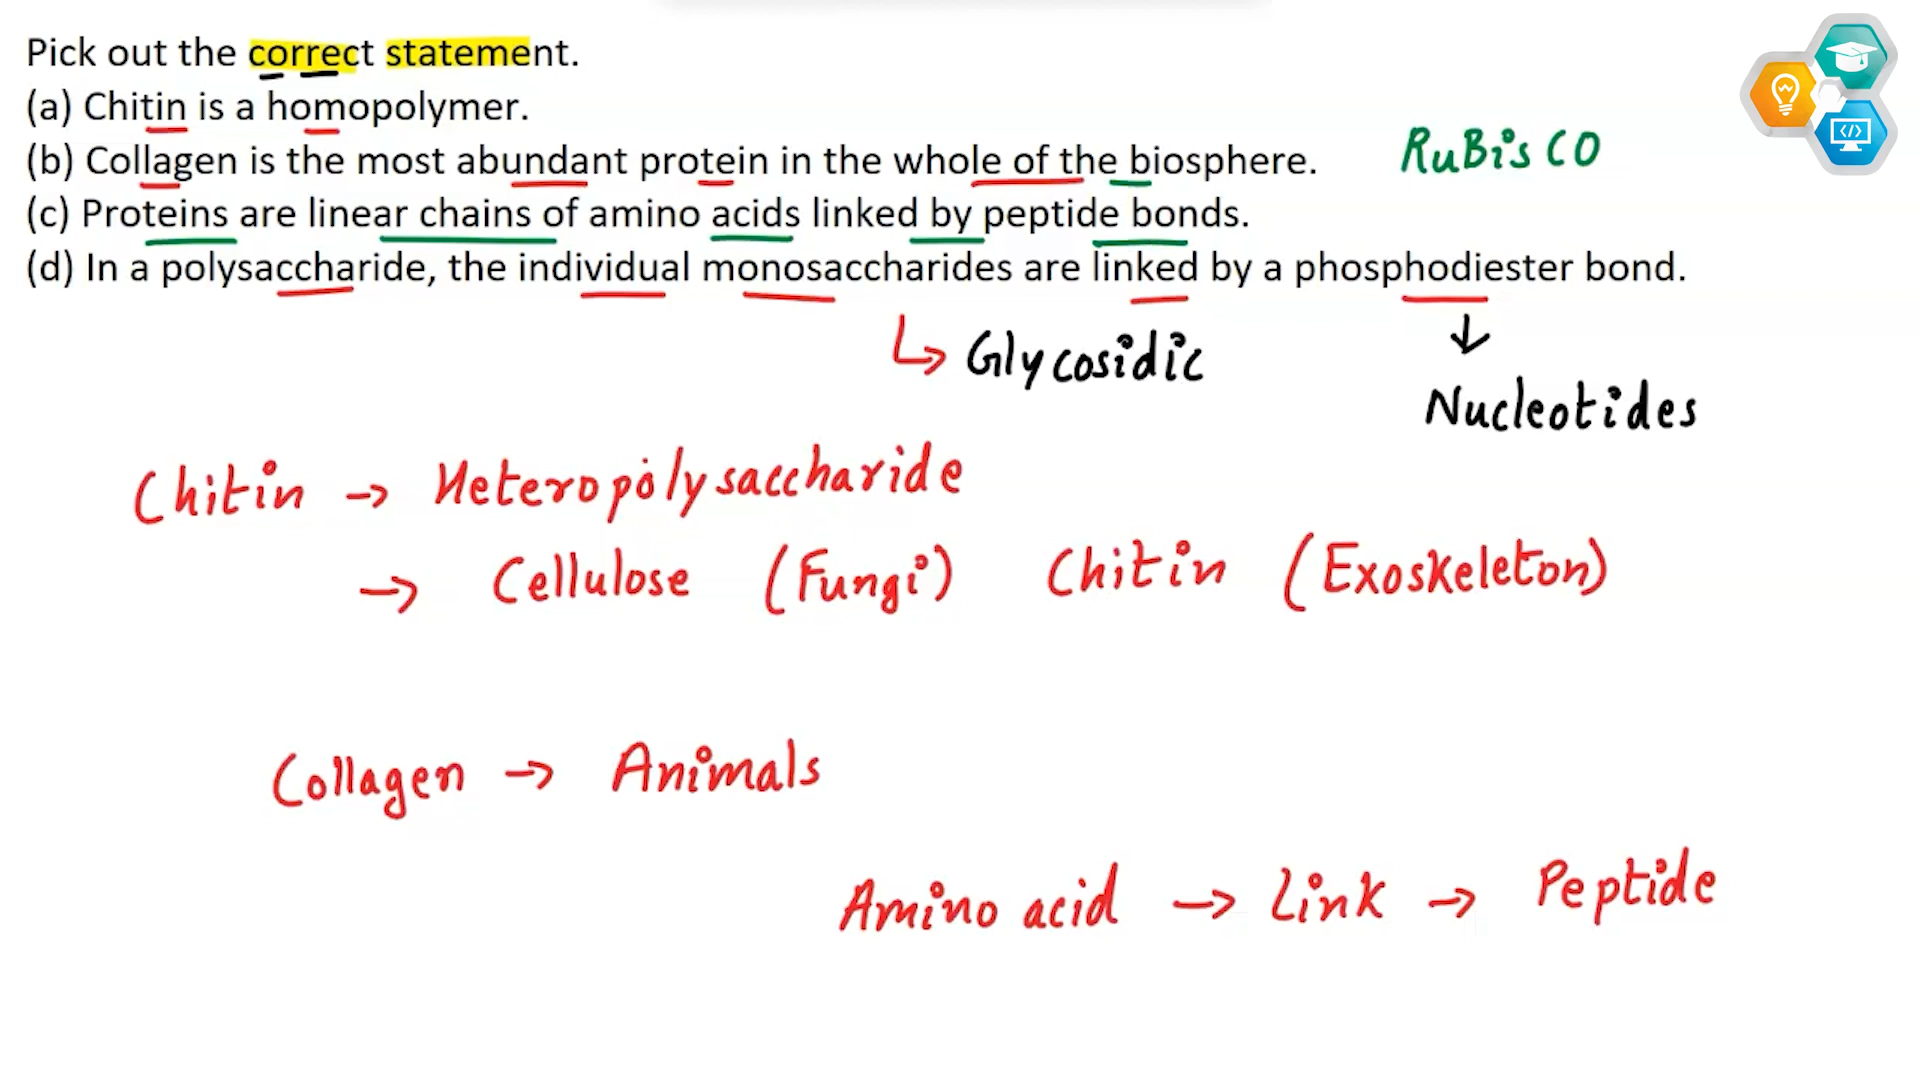 Pick out the correct statement.
(a) Chitin is a homopolymer.
(b) Collagen is the most abundant protein in the whole of the biosphere. RuBisCO
(c) Proteins are linear chains of amino acids linked by peptide bonds.
(d) In a polysaccharide, the individual monosaccharides are linked by a phosphodiester bond.
↳ Glycosidic ↓
Nucleotides
Chitin → Heteropolysaccharide
→ Cellulose (Fungi) Chitin (Exoskeleton)
Collagen → Animals
Amino acid → Link → Peptide